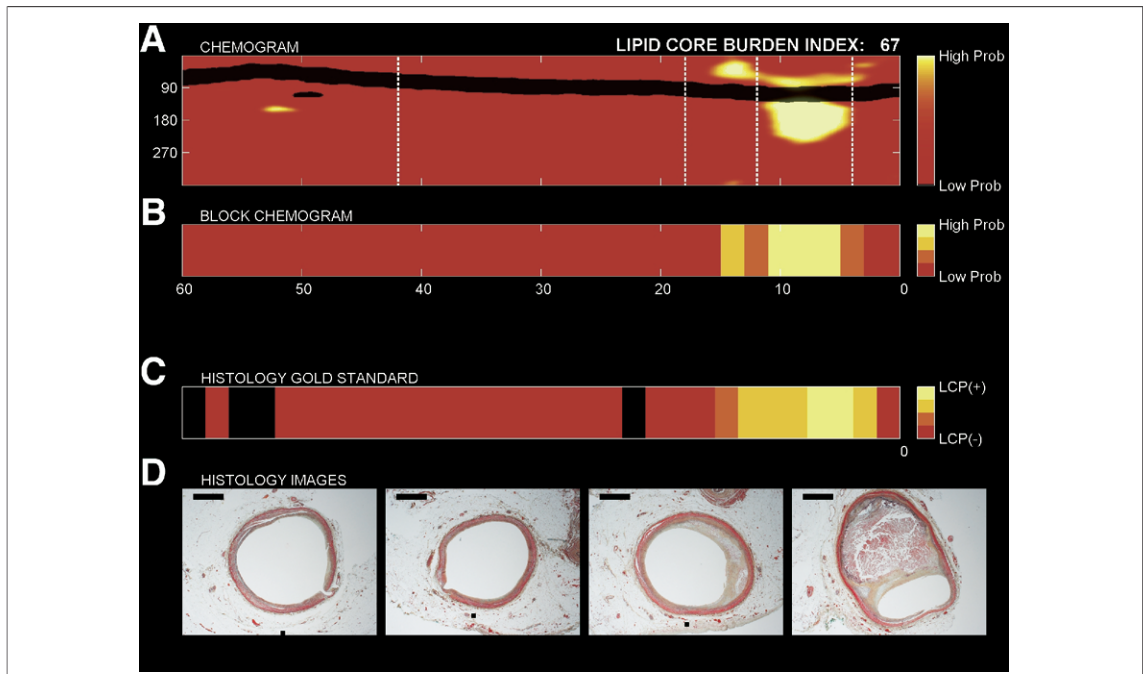 A
CHEMOGRAM
LIPID CORE BURDEN INDEX: 67
High Prob
90
180
270
Low Prob
B
BLOCK CHEMOGRAM
High Prob
Low Prob
60 50 40 30 20 10 0
C
HISTOLOGY GOLD STANDARD
LCP(+)
LCP(-)
0
D
HISTOLOGY IMAGES